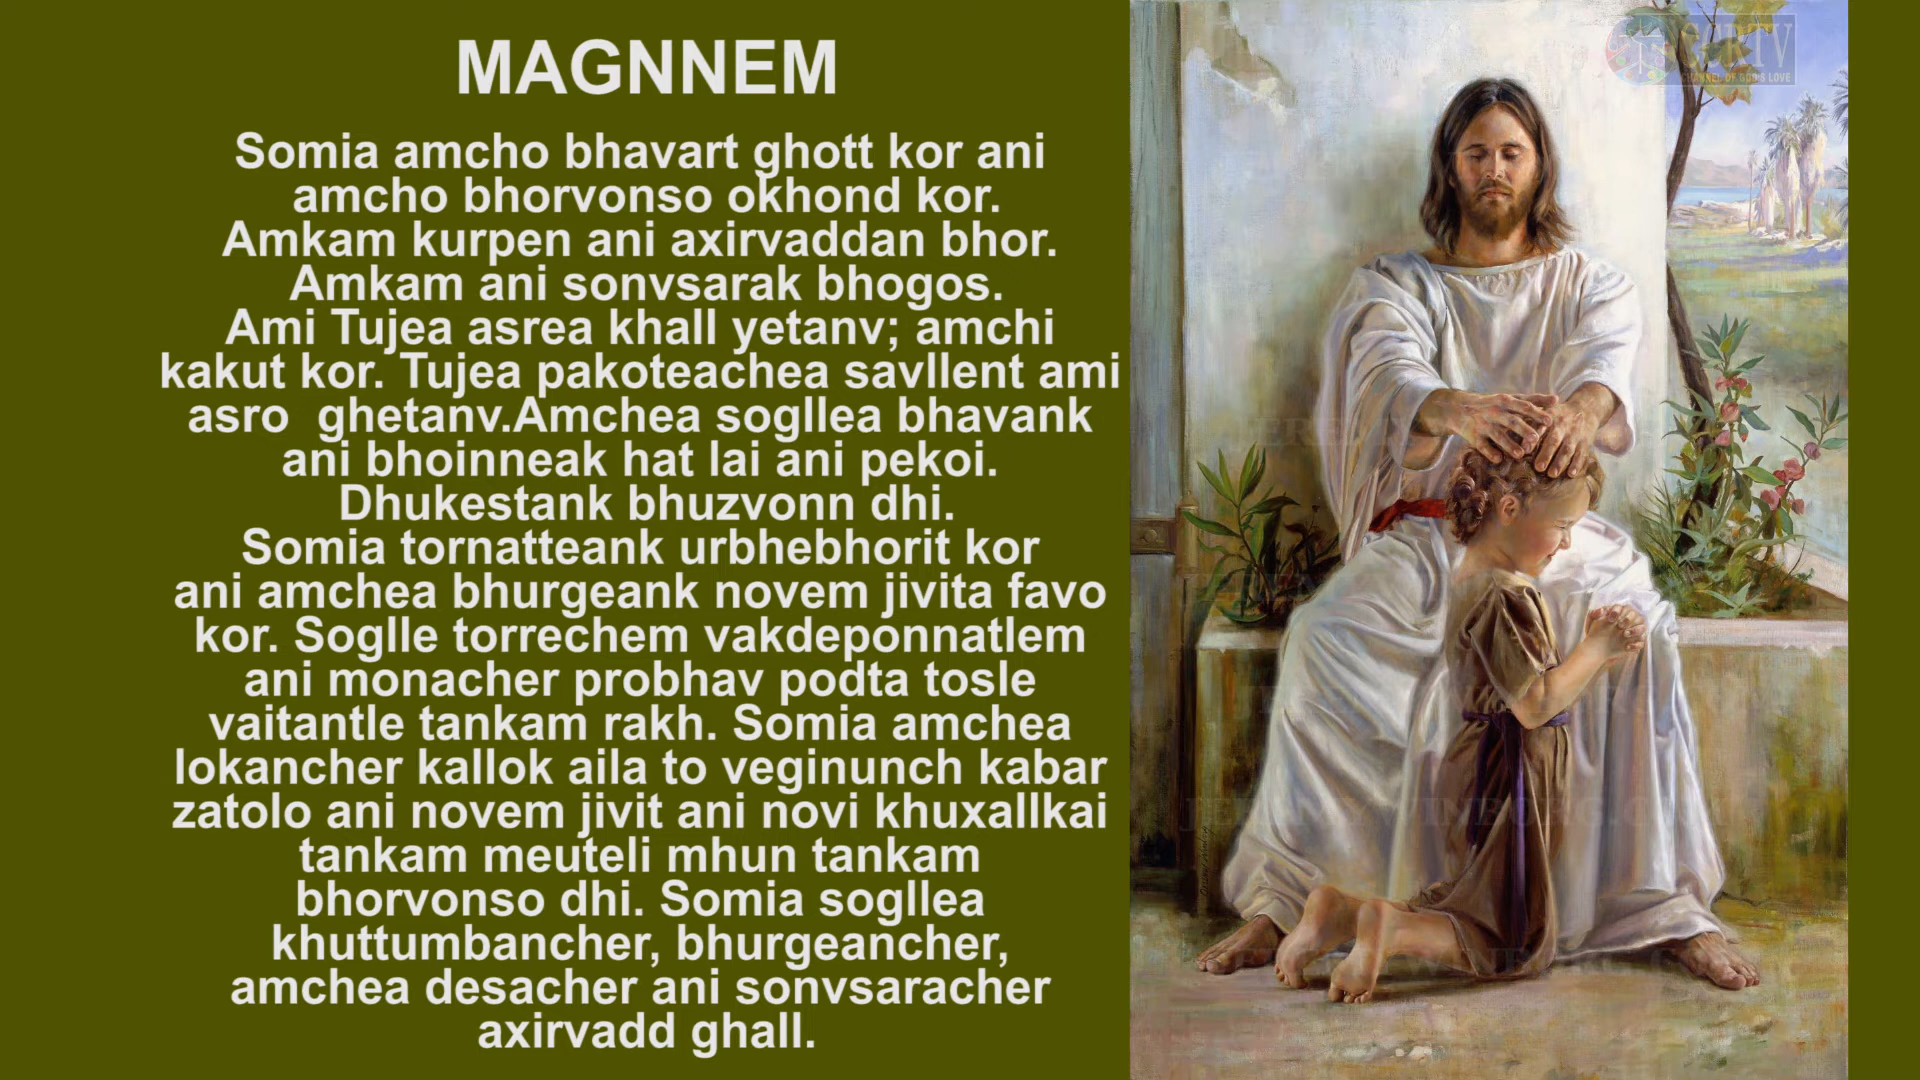 MAGNNEM
Somia amcho bhavart ghott kor ani
amcho bhorvonso okhond kor.
Amkam kurpen ani axirvaddan bhor.
Amkam ani sonvsarak bhogos.
Ami Tujea asrea khall yetanv; amchi
kakut kor. Tujea pakoteachea savllent ami
asro  ghetanv.Amchea sogllea bhavank
ani bhoinneak hat lai ani pekoi.
Dhukestank bhuzvonn dhi.
Somia tornatteank urbhebhorit kor
ani amchea bhurgeank novem jivita favo
kor. Soglle torrechem vakdeponnatlem
ani monacher probhav podta tosle
vaitantle tankam rakh. Somia amchea
lokancher kallok aila to veginunch kabar
zatolo ani novem jivit ani novi khuxallkai
tankam meuteli mhun tankam
bhorvonso dhi. Somia sogllea
khuttumbancher, bhurgeancher,
amchea desacher ani sonvsaracher
axirvadd ghall.
CHANNEL OF GOD'S LOVE